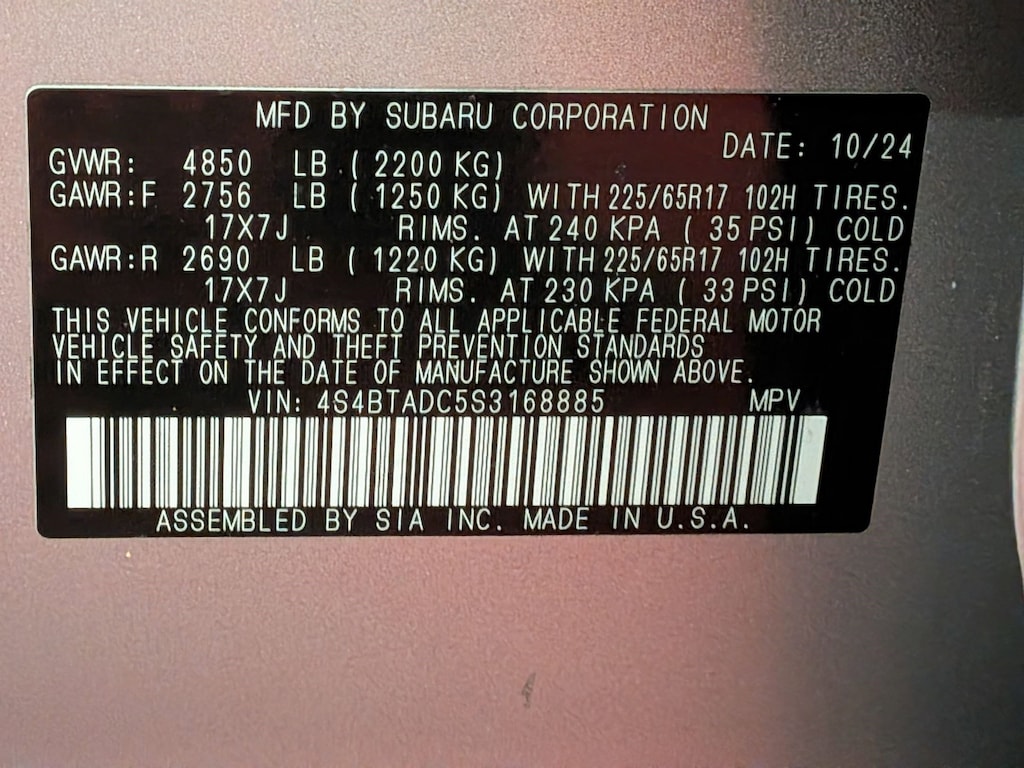 MFD BY SUBARU CORPORATION
DATE: 10/24
GVWR: 4850 LB ( 2200 KG)
GAWR:F 2756 LB ( 1250 KG) WITH 225/65R17 102H TIRES.
17X7J RIMS. AT 240 KPA ( 35 PSI) COLD
GAWR:R 2690 LB ( 1220 KG) WITH 225/65R17 102H TIRES.
17X7J RIMS. AT 230 KPA ( 33 PSI) COLD
THIS VEHICLE CONFORMS TO ALL APPLICABLE FEDERAL MOTOR
VEHICLE SAFETY AND THEFT PREVENTION STANDARDS
IN EFFECT ON THE DATE OF MANUFACTURE SHOWN ABOVE.
VIN: 4S4BTADC5S3168885 MPV
ASSEMBLED BY SIA INC. MADE IN U.S.A.